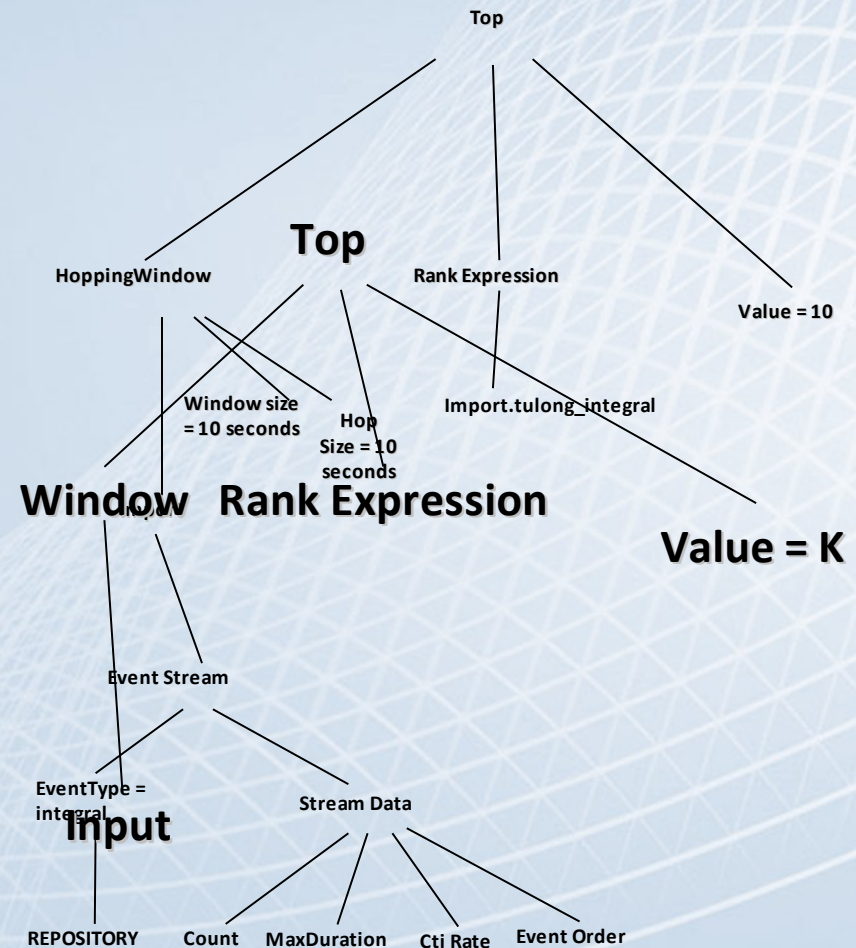 Top
Top
HoppingWindow
Rank Expression
Value = 10
Window size
= 10 seconds
Hop
Size = 10
seconds
Import.tulong_integral
Window
Rank Expression
Value = K
Event Stream
EventType =
integral
Input
Stream Data
REPOSITORY
Count
MaxDuration
Cti Rate
Event Order